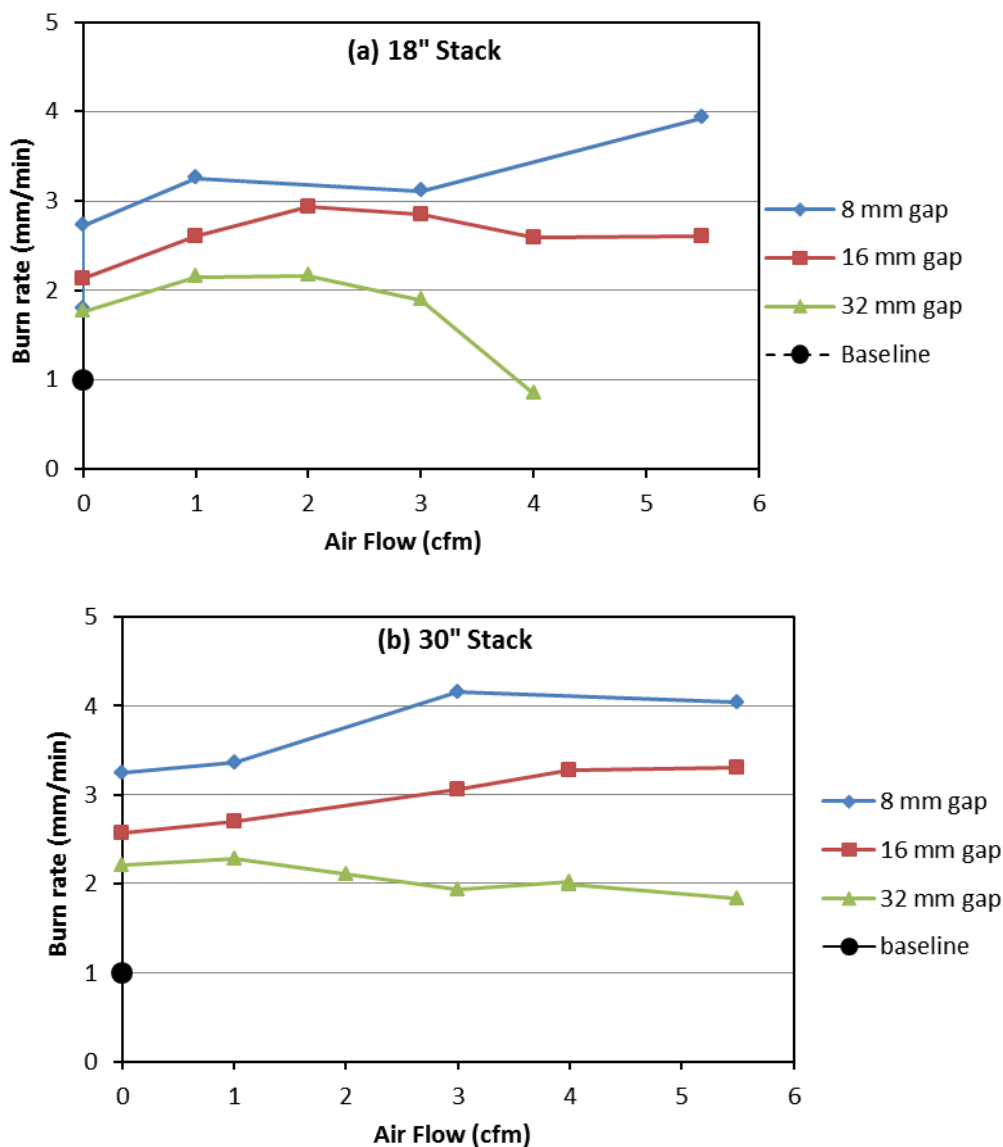 (a) 18" Stack
Burn rate (mm/min)
5
4
3
2
1
0
0 1 2 3 4 5 6
Air Flow (cfm)
8 mm gap
16 mm gap
32 mm gap
Baseline
(b) 30" Stack
Burn rate (mm/min)
5
4
3
2
1
0
0 1 2 3 4 5 6
Air Flow (cfm)
8 mm gap
16 mm gap
32 mm gap
baseline